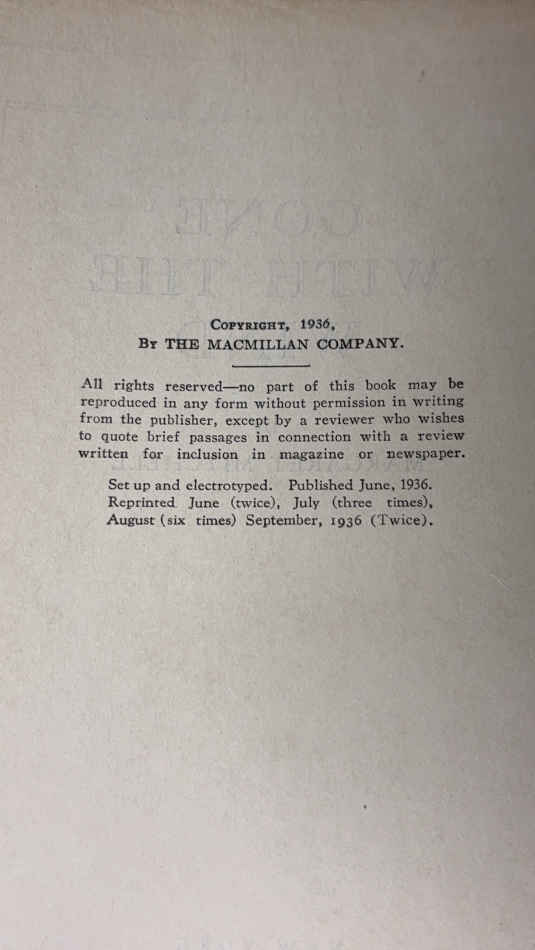 COPYRIGHT, 1936,
BY THE MACMILLAN COMPANY.
All rights reserved—no part of this book may be
reproduced in any form without permission in writing
from the publisher, except by a reviewer who wishes
to quote brief passages in connection with a review
written for inclusion in magazine or newspaper.
Set up and electrotyped. Published June, 1936.
Reprinted June (twice), July (three times),
August (six times) September, 1936 (Twice).